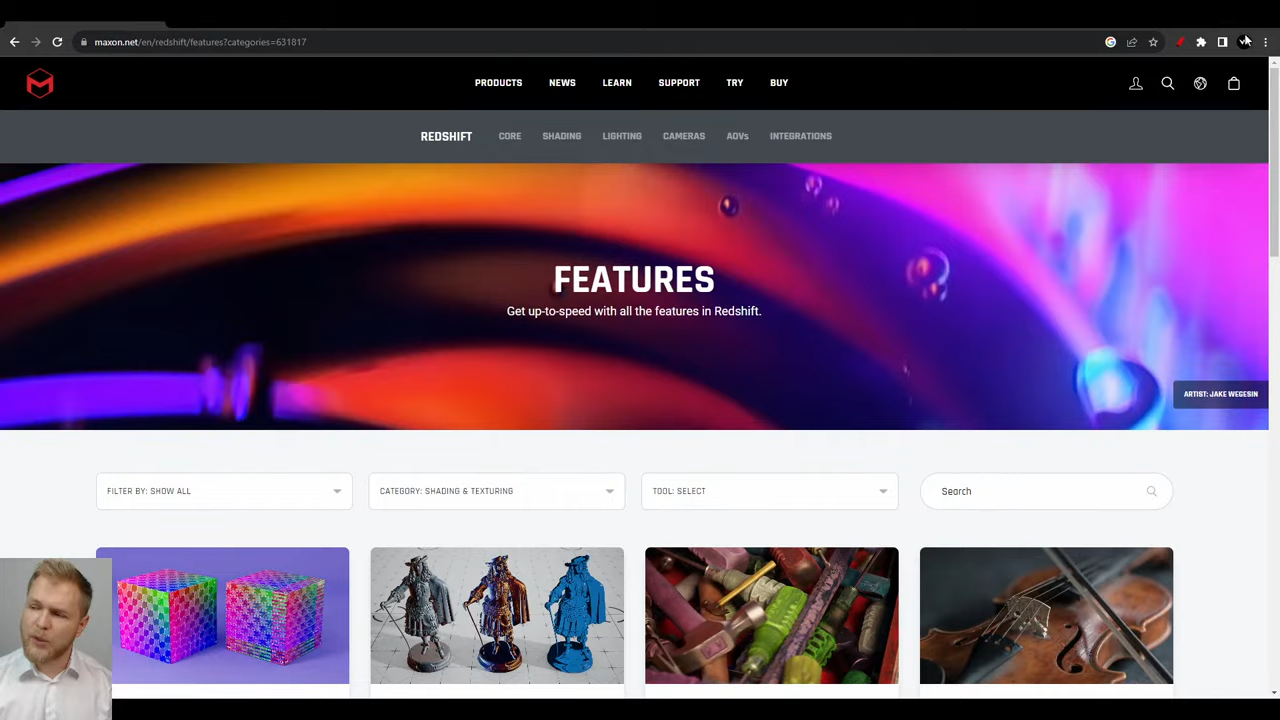 maxon.net/en/redshift/features?categories=631817
PRODUCTS NEWS LEARN SUPPORT TRY BUY
REDSHIFT CORE SHADING LIGHTING CAMERAS AOVs INTEGRATIONS
FEATURES
Get up-to-speed with all the features in Redshift.
ARTIST: JAKE WEGESIN
FILTER BY: SHOW ALL CATEGORY: SHADING & TEXTURING TOOL: SELECT Search